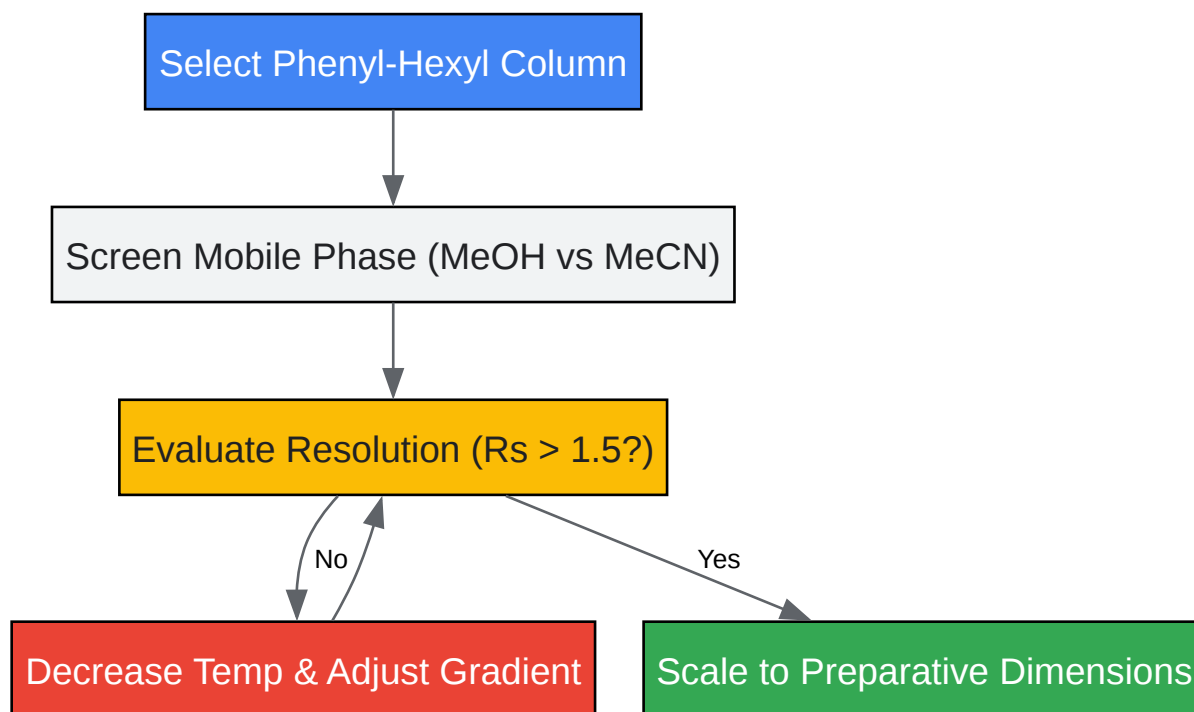 Select Phenyl-Hexyl Column
Screen Mobile Phase (MeOH vs MeCN)
Evaluate Resolution (Rs > 1.5?)
No
Yes
Decrease Temp & Adjust Gradient
Scale to Preparative Dimensions